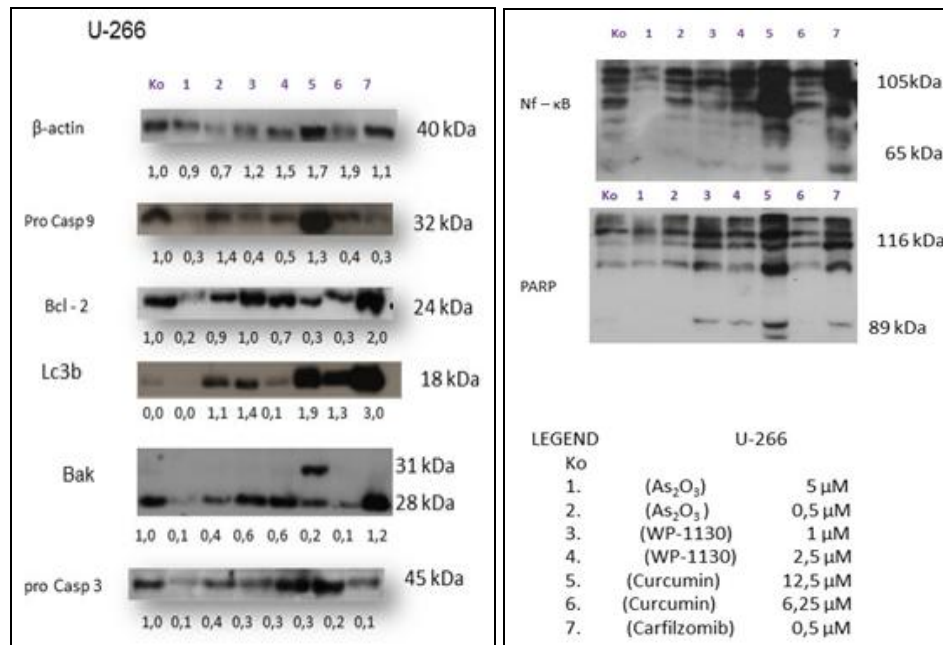 U-266
Ko 1 2 3 4 5 6 7
β-actin 40 kDa
1,0 0,9 0,7 1,2 1,5 1,7 1,9 1,1
Pro Casp 9 32 kDa
1,0 0,3 1,4 0,4 0,5 1,3 0,4 0,3
Bcl - 2 24 kDa
1,0 0,2 0,9 1,0 0,7 0,3 0,3 2,0
Lc3b 18 kDa
0,0 0,0 1,1 1,4 0,1 1,9 1,3 3,0
31 kDa
Bak 28 kDa
1,0 0,1 0,4 0,6 0,6 0,2 0,1 1,2
pro Casp 3 45 kDa
1,0 0,1 0,4 0,3 0,3 0,3 0,2 0,1
Ko 1 2 3 4 5 6 7
Nf – κB 105kDa
65 kDa
Ko 1 2 3 4 5 6 7
116 kDa
PARP
89 kDa
LEGEND U-266
Ko
1. (As₂O₃) 5 µM
2. (As₂O₃ ) 0,5 µM
3. (WP-1130) 1 µM
4. (WP-1130) 2,5 µM
5. (Curcumin) 12,5 µM
6. (Curcumin) 6,25 µM
7. (Carfilzomib) 0,5 µM